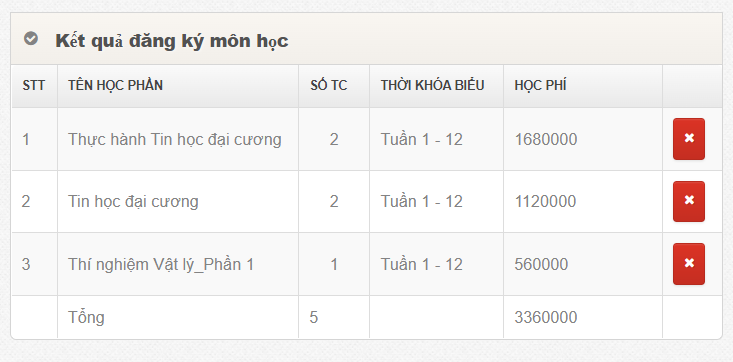 Kết quả đăng ký môn học
STT TÊN HỌC PHẦN SỐ TC THỜI KHÓA BIỂU HỌC PHÍ
1 Thực hành Tin học đại cương 2 Tuần 1 - 12 1680000
2 Tin học đại cương 2 Tuần 1 - 12 1120000
3 Thí nghiệm Vật lý_Phần 1 1 Tuần 1 - 12 560000
Tổng 5 3360000